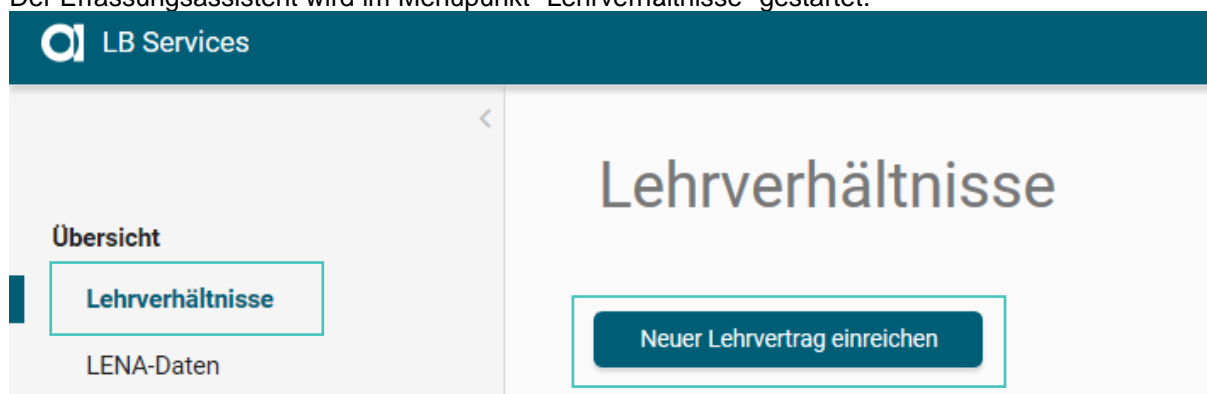 Der Erfassungsassistent wird im Menüpunkt "Lehrverhältnisse" gestartet.
LB Services
Übersicht
Lehrverhältnisse
LENA-Daten
Lehrverhältnisse
Neuer Lehrvertrag einreichen